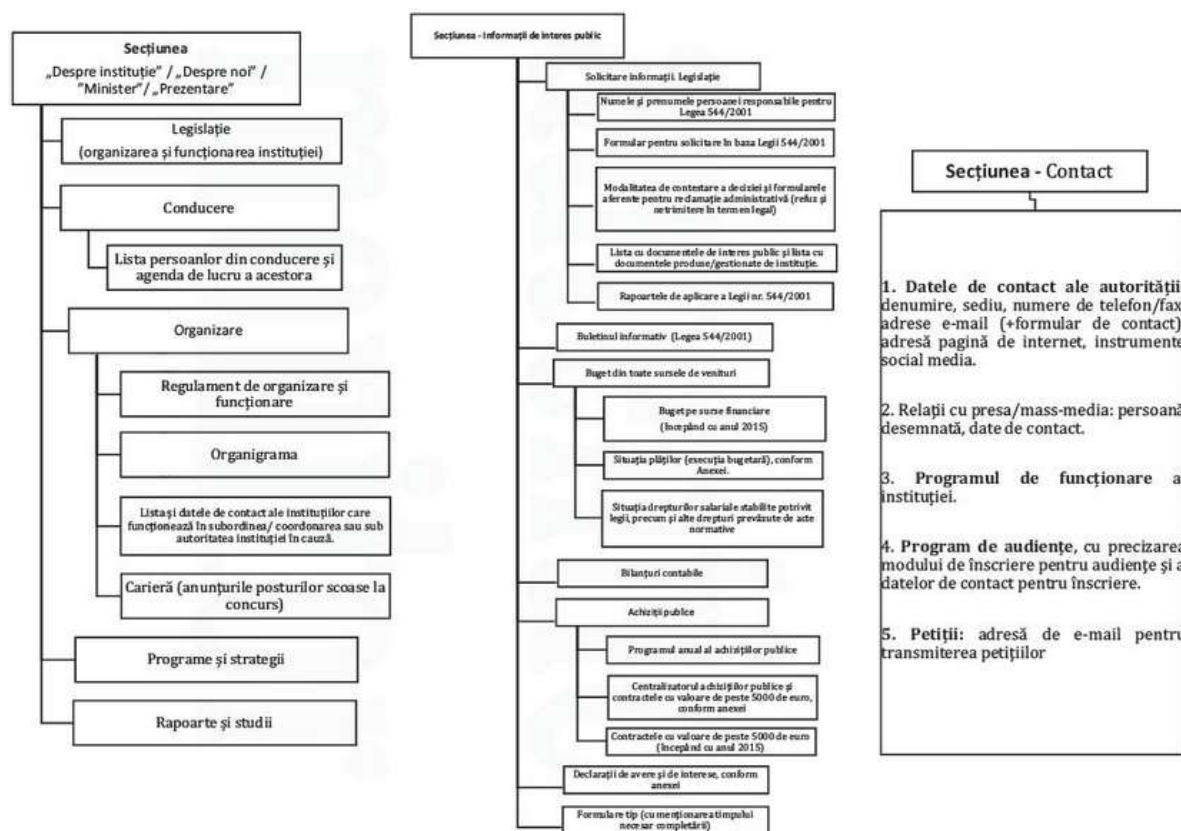 Secțiunea
„Despre instituție” / „Despre noi” /
”Minister”/ „Prezentare”
Legislație
(organizarea și funcționarea instituției)
Conducere
Lista persoanlor din conducere și
agenda de lucru a acestora
Organizare
Regulament de organizare și
funcționare
Organigrama
Lista și datele de contact ale instituțiilor care
funcționează în subordinea/ coordonarea sau sub
autoritatea instituției în cauză.
Carieră (anunțurile posturilor scoase la
concurs)
Programe și strategii
Rapoarte și studii
Secțiunea - Informații de interes public
Solicitare informații. Legislație
Numele și prenumele persoanei responsabile pentru
Legea 544/2001
Formular pentru solicitare în baza Legii 544/2001
Modalitatea de contestare a deciziei și formularele
aferente pentru reclamație administrativă (refuz și
netrimitere în termen legal)
Lista cu documentele de interes public și lista cu
documentele produse/gestionate de instituție.
Rapoartele de aplicare a Legii nr. 544/2001
Buletinul informativ (Legea 544/2001)
Buget din toate sursele de venituri
Buget pe surse financiare
(începând cu anul 2015)
Situația plăților (execuția bugetară), conform
Anexei.
Situația drepturilor salariale stabilite potrivit
legii, precum și alte drepturi prevăzute de acte
normative
Bilanțuri contabile
Achiziții publice
Programul anual al achizițiilor publice
Centralizatorul achizițiilor publice și
contractele cu valoare de peste 5000 de euro,
conform anexei
Contractele cu valoare de peste 5000 de euro
(începând cu anul 2015)
Declarații de avere și de interese, conform
anexei
Formulare tip (cu menționarea timpului
necesar completării)
Secțiunea - Contact
1. Datele de contact ale autorității
denumire, sediu, numere de telefon/fax
adrese e-mail (+formular de contact)
adresă pagină de internet, instrumente
social media.
2. Relații cu presa/mass-media: persoană
desemnată, date de contact.
3. Programul de funcționare a
instituției.
4. Program de audiențe, cu precizarea
modului de înscriere pentru audiențe și a
datelor de contact pentru înscriere.
5. Petiții: adresă de e-mail pentru
transmiterea petițiilor